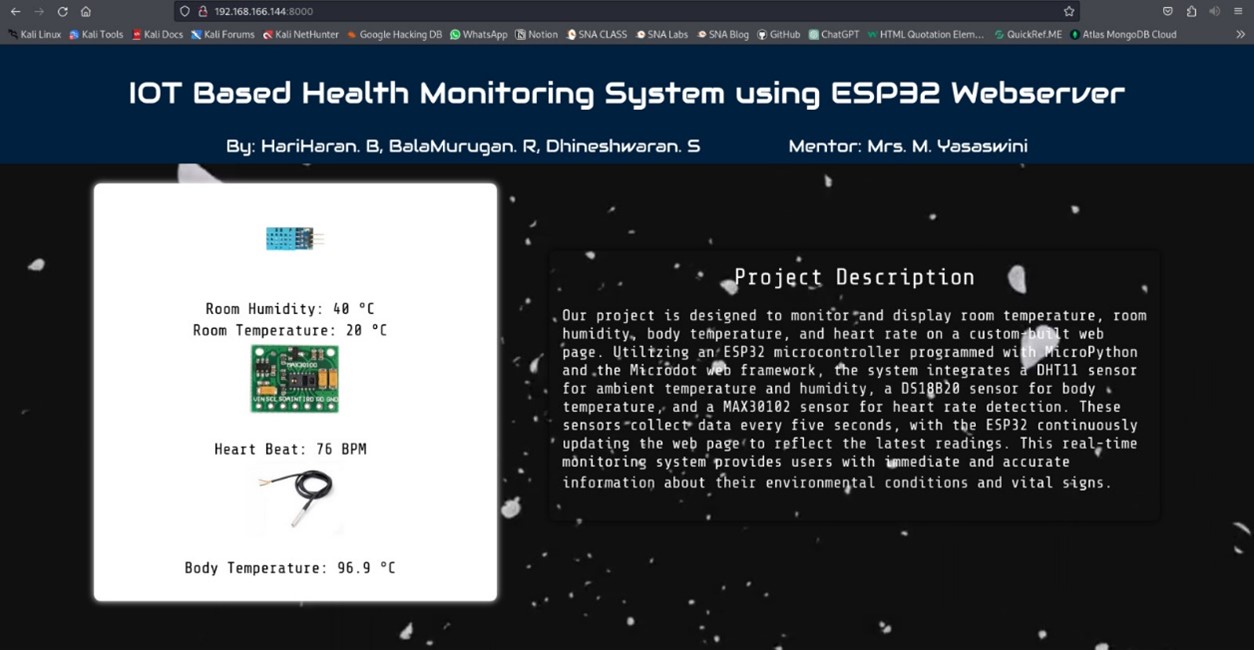 192.168.166.144:8000
Kali Linux Kali Tools Kali Docs Kali Forums Kali NetHunter Google Hacking DB WhatsApp Notion SNA CLASS SNA Labs SNA Blog GitHub ChatGPT HTML Quotation Elem... QuickRef.ME Atlas MongoDB Cloud
IOT Based Health Monitoring System using ESP32 Webserver
By: HariHaran. B, BalaMurugan. R, Dhineshwaran. S Mentor: Mrs. M. Yasaswini
Room Humidity: 40 °C
Room Temperature: 20 °C
MAX30100
Heart Beat: 76 BPM
Body Temperature: 96.9 °C
Project Description
Our project is designed to monitor and display room temperature, room
humidity, body temperature, and heart rate on a custom-built web
page. Utilizing an ESP32 microcontroller programmed with MicroPython
and the Microdot web framework, the system integrates a DHT11 sensor
for ambient temperature and humidity, a DS18B20 sensor for body
temperature, and a MAX30102 sensor for heart rate detection. These
sensors collect data every five seconds, with the ESP32 continuously
updating the web page to reflect the latest readings. This real-time
monitoring system provides users with immediate and accurate
information about their environmental conditions and vital signs.